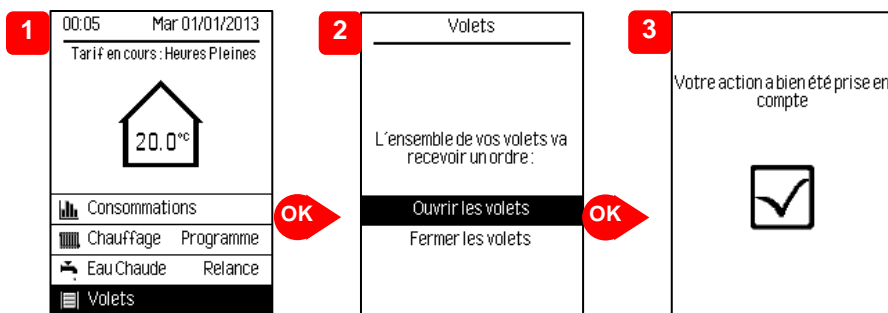 1
00:05 Mar 01/01/2013
Tarif en cours : Heures Pleines
20.0°C
Consommations
Chauffage Programme
Eau Chaude Relance
Volets
OK
2
Volets
L'ensemble de vos volets va
recevoir un ordre :
Ouvrir les volets
Fermer les volets
OK
3
Votre action a bien été prise en
compte